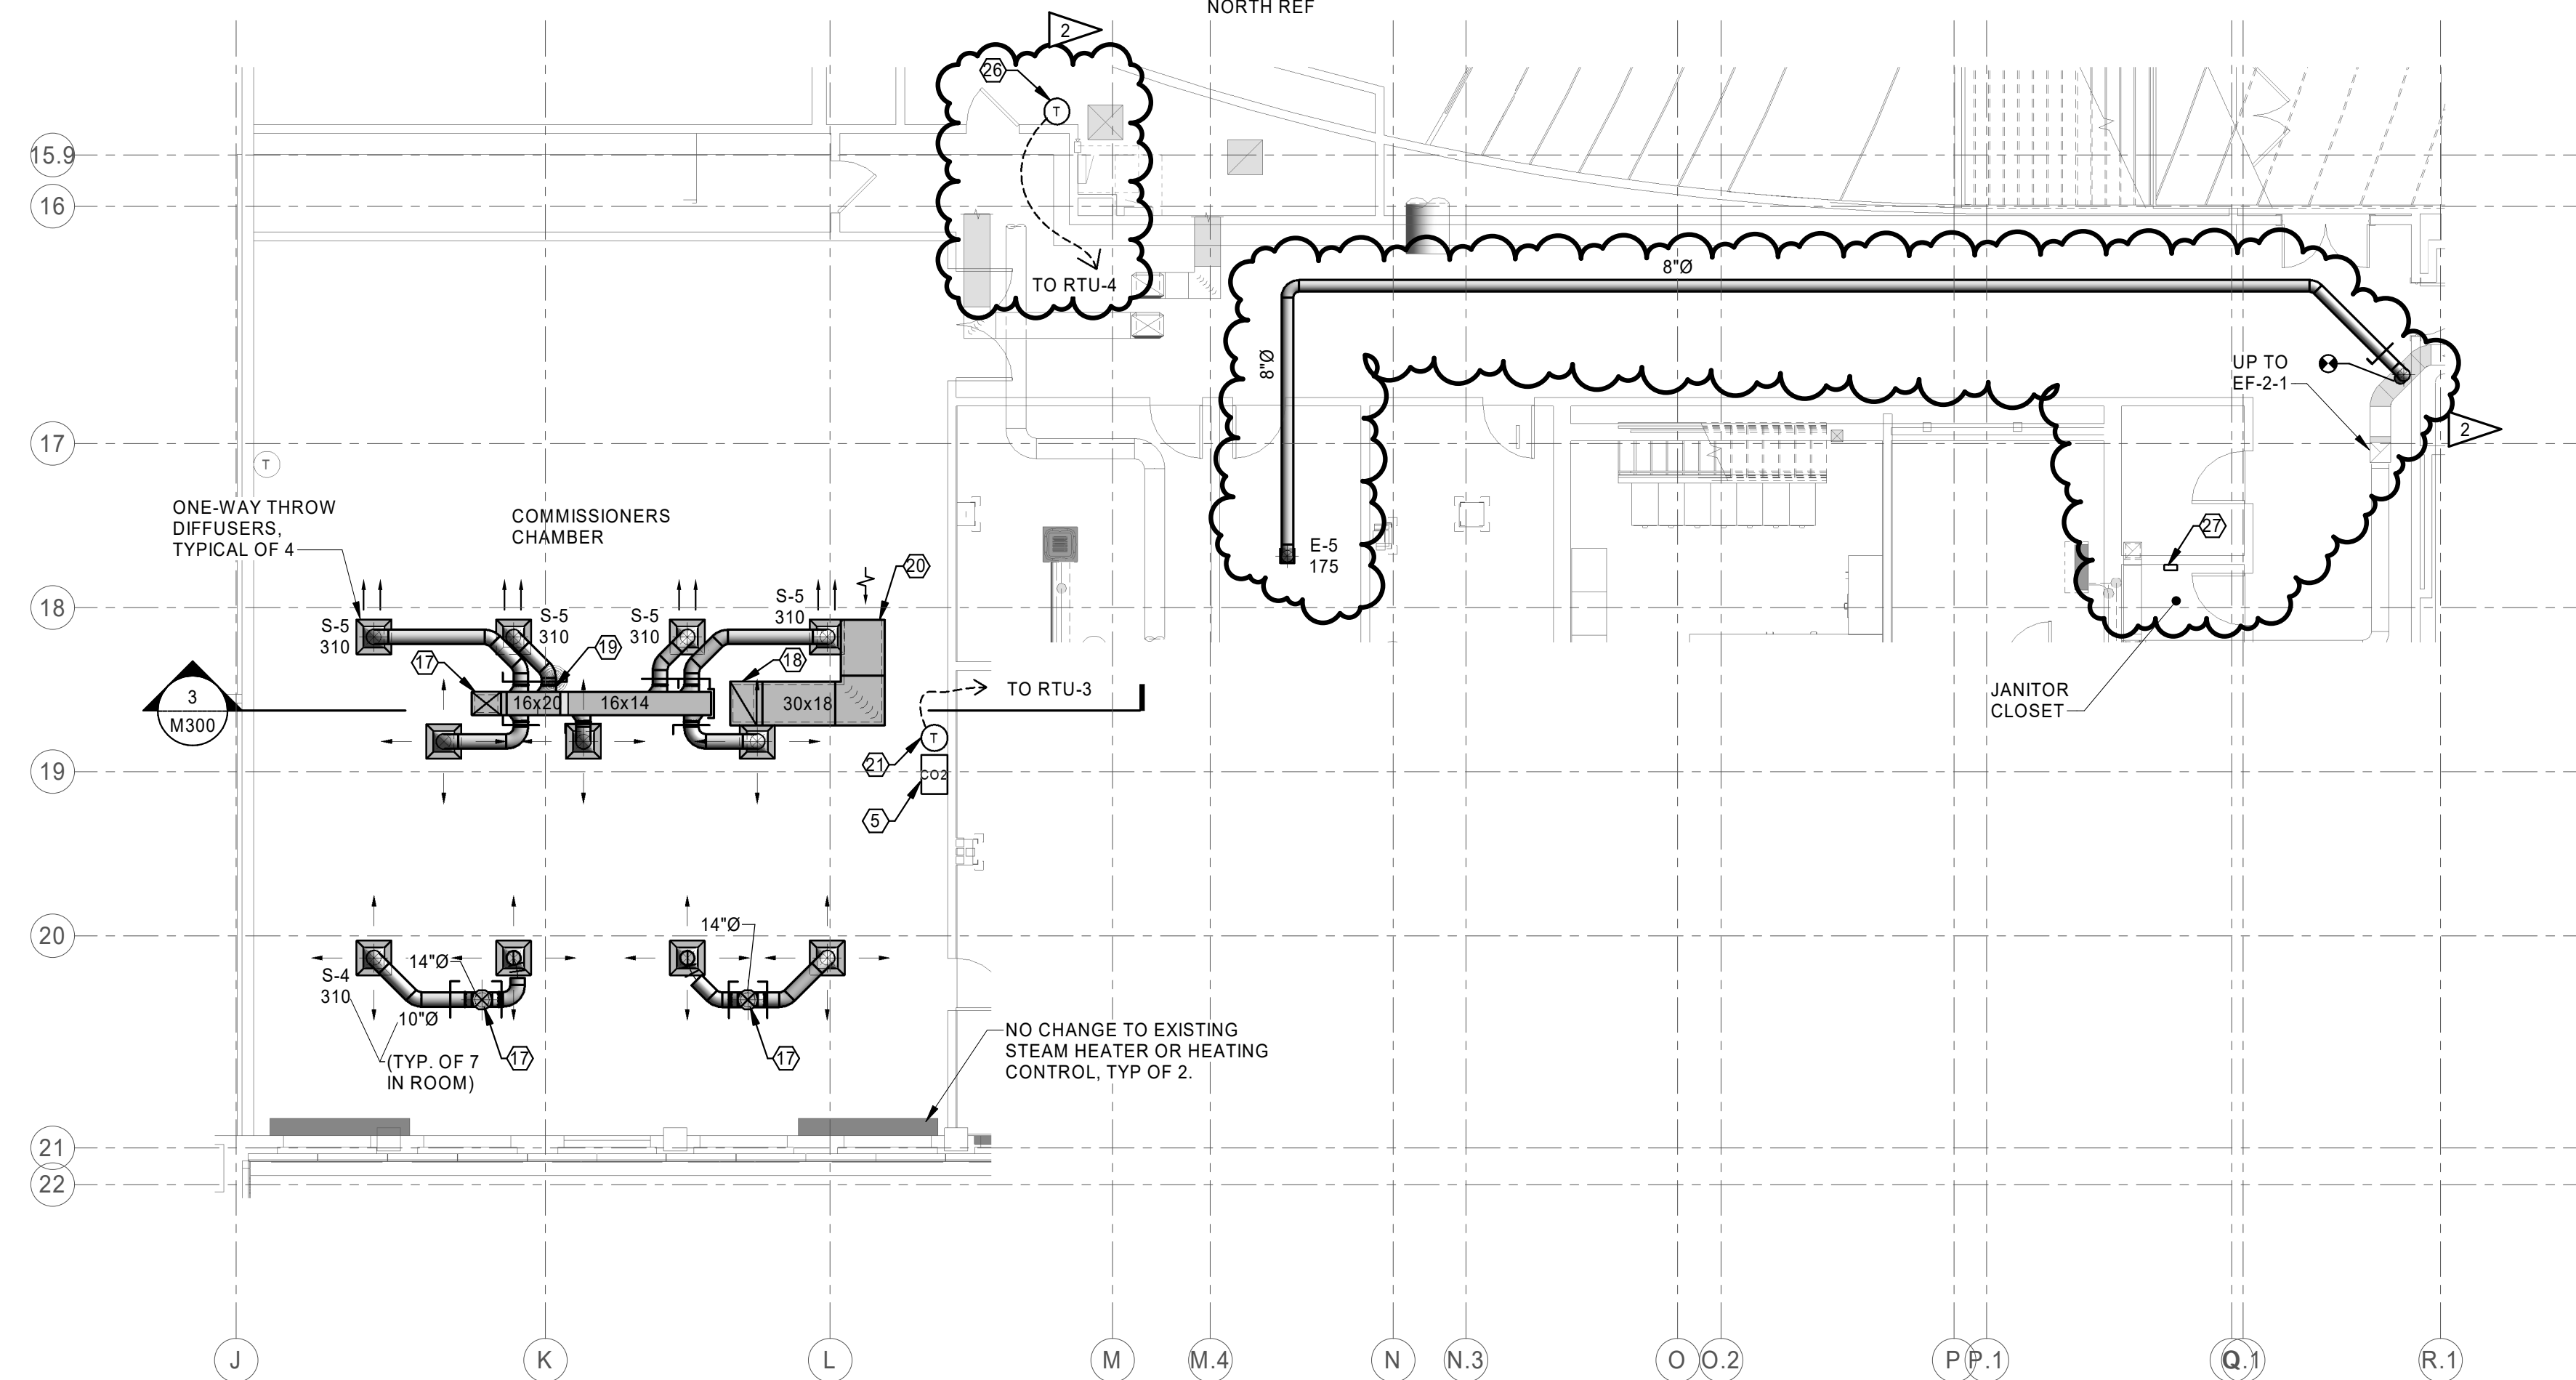 NORTH REF
2
26
T
15.9
16
TO RTU-4
8"Ø
8"Ø
UP TO
EF-2-1
2
17
T
ONE-WAY THROW
DIFFUSERS,
TYPICAL OF 4
COMMISSIONERS
CHAMBER
E-5
175
27
20
18
S-5
310
S-5
310
S-5
310
S-5
310
17
19
18
3
M300
16x20
16x14
30x18
TO RTU-3
JANITOR
CLOSET
T
21
CO2
19
5
20
14"Ø
14"Ø
S-4
310
10"Ø
17
17
(TYP. OF 7
IN ROOM)
NO CHANGE TO EXISTING
STEAM HEATER OR HEATING
CONTROL, TYP OF 2.
21
22
J
K
L
M
M.4
N
N.3
O
O.2
P
P.1
Q
Q.1
R.1